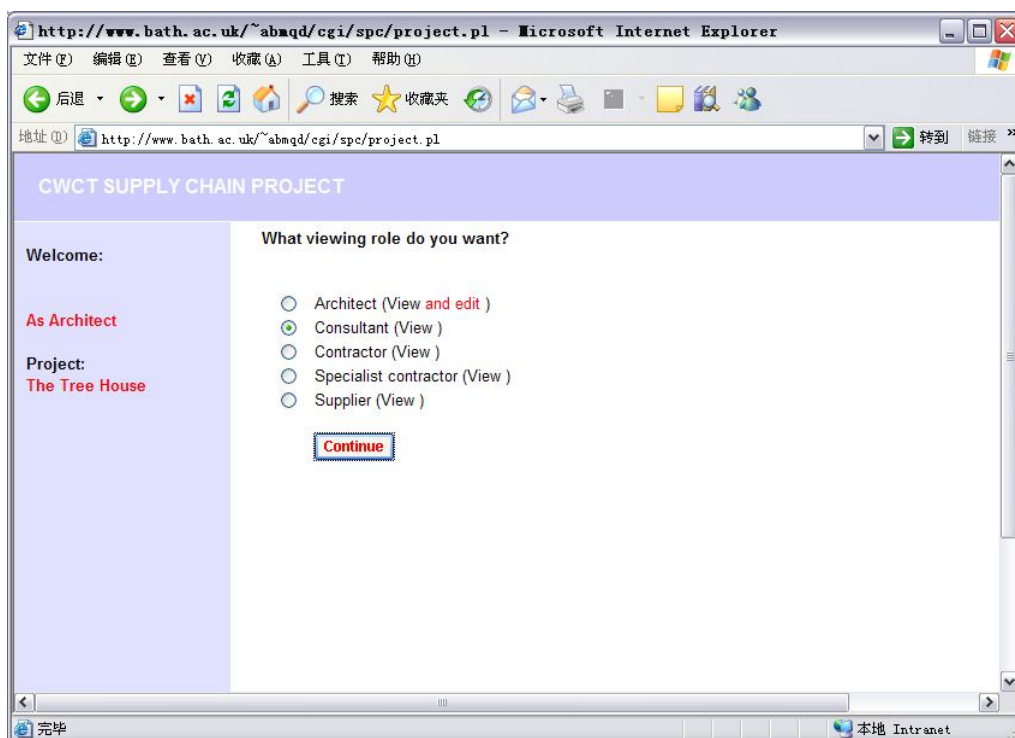 http://www.bath.ac.uk/~abmqd/cgi/spc/project.pl - Microsoft Internet Explorer
文件(F) 编辑(E) 查看(V) 收藏(A) 工具(T) 帮助(H)
后退 搜索 收藏夹
地址(D) http://www.bath.ac.uk/~abmqd/cgi/spc/project.pl 转到 链接 »
CWCT SUPPLY CHAIN PROJECT
Welcome:
As Architect
Project:
The Tree House
What viewing role do you want?
Architect (View and edit )
Consultant (View )
Contractor (View )
Specialist contractor (View )
Supplier (View )
Continue
完毕 本地 Intranet